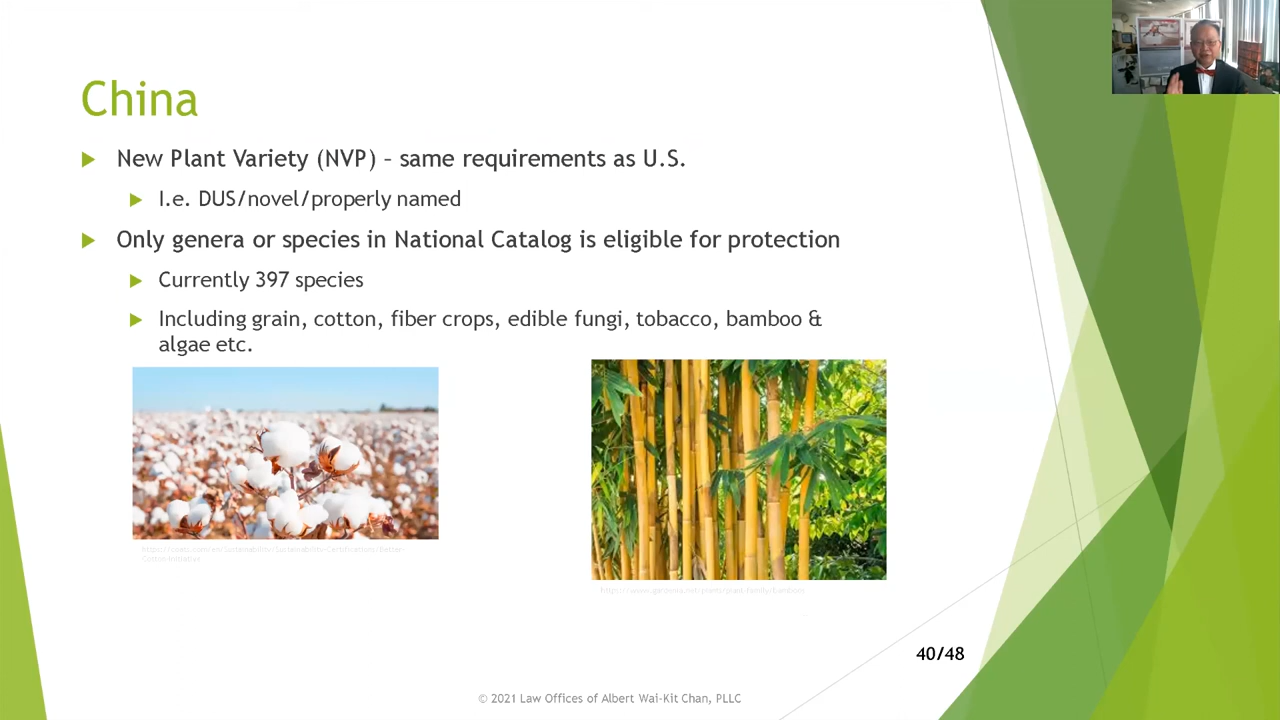 China
New Plant Variety (NVP) – same requirements as U.S.
I.e. DUS/novel/properly named
Only genera or species in National Catalog is eligible for protection
Currently 397 species
Including grain, cotton, fiber crops, edible fungi, tobacco, bamboo &
algae etc.
40/48
© 2021 Law Offices of Albert Wai-Kit Chan, PLLC